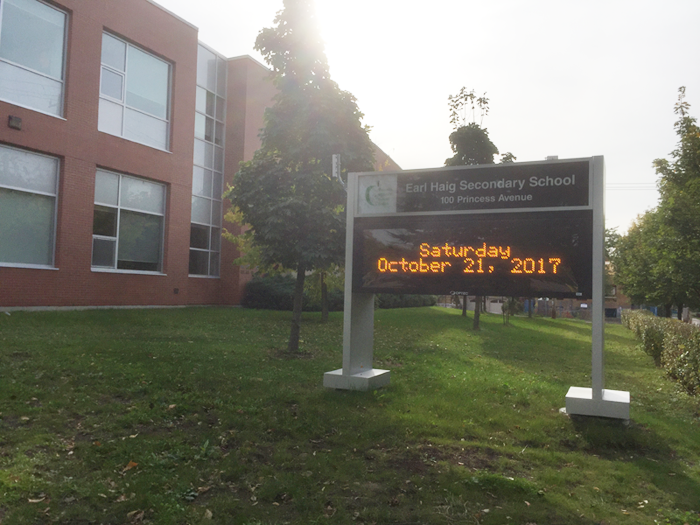 Earl Haig Secondary School
100 Princess Avenue
Saturday
October 21, 2017